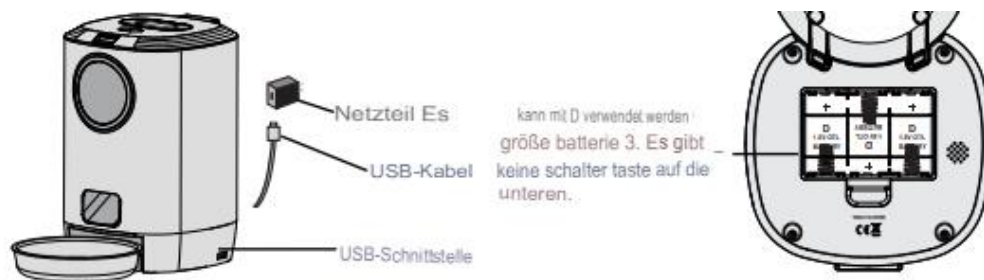 Netzteil Es
USB-Kabel
USB-Schnittstelle
kann mit D verwendet werden
größe batterie 3. Es gibt
keine schalter taste auf die
unteren.
+
+
D
D
D
+
CE